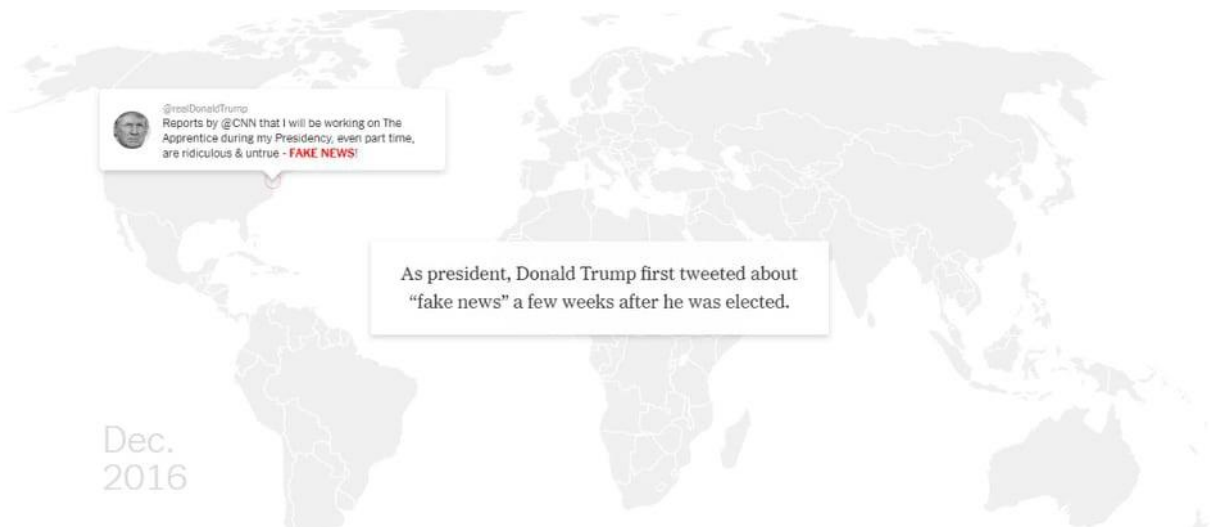 @realDonaldTrump
Reports by @CNN that I will be working on The
Apprentice during my Presidency, even part time,
are ridiculous & untrue - FAKE NEWS!
As president, Donald Trump first tweeted about
“fake news” a few weeks after he was elected.
Dec.
2016